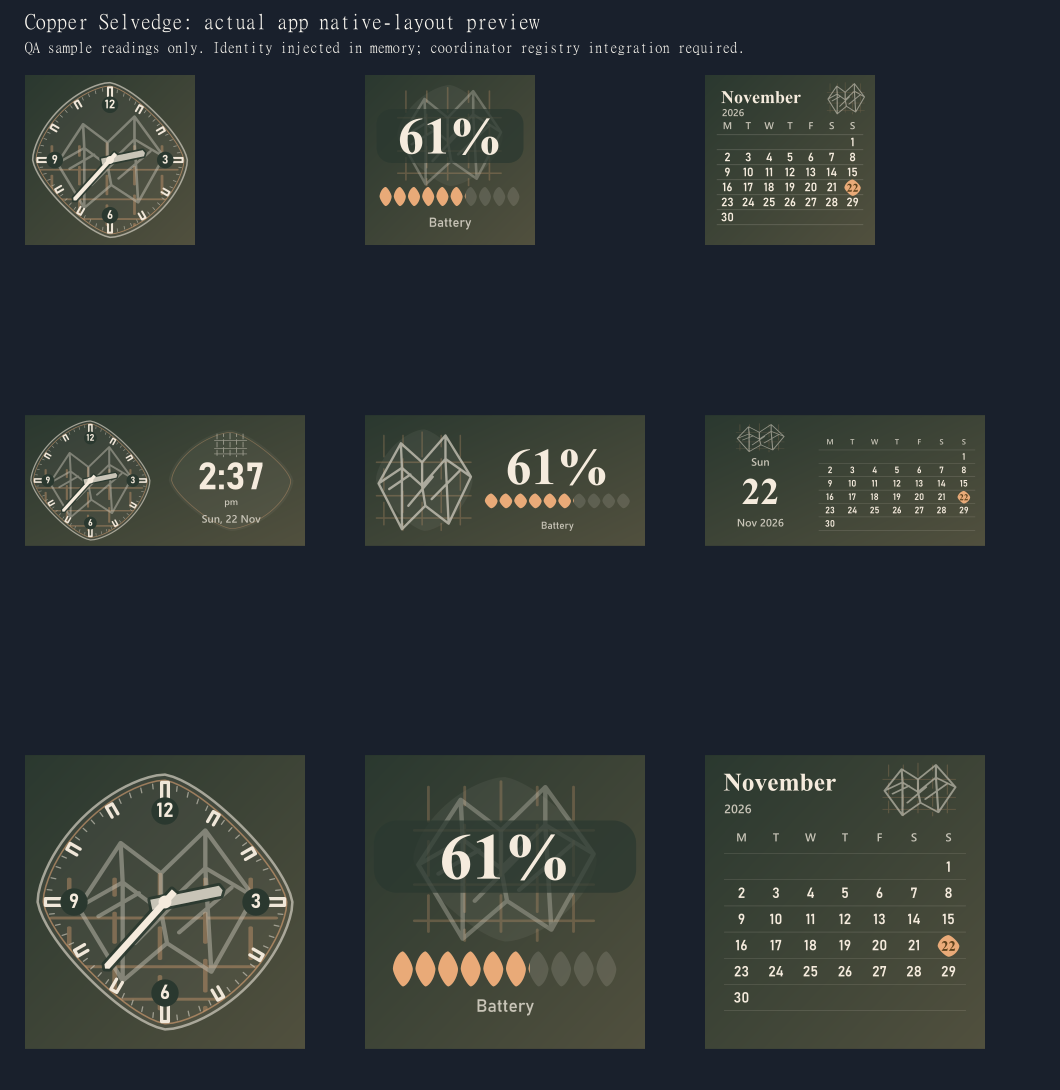 Copper Selvedge: actual app native-layout preview
QA sample readings only. Identity injected in memory; coordinator registry integration required.
12
9
3
6
61%
Battery
November
2026
M T W T F S S
1
2 3 4 5 6 7 8
9 10 11 12 13 14 15
16 17 18 19 20 21 22
23 24 25 26 27 28 29
30
12
9
3
6
2:37
pm
Sun, 22 Nov
61%
Battery
Sun
22
Nov 2026
M T W T F S S
1
2 3 4 5 6 7 8
9 10 11 12 13 14 15
16 17 18 19 20 21 22
23 24 25 26 27 28 29
30
12
9
3
6
61%
Battery
November
2026
M T W T F S S
1
2 3 4 5 6 7 8
9 10 11 12 13 14 15
16 17 18 19 20 21 22
23 24 25 26 27 28 29
30